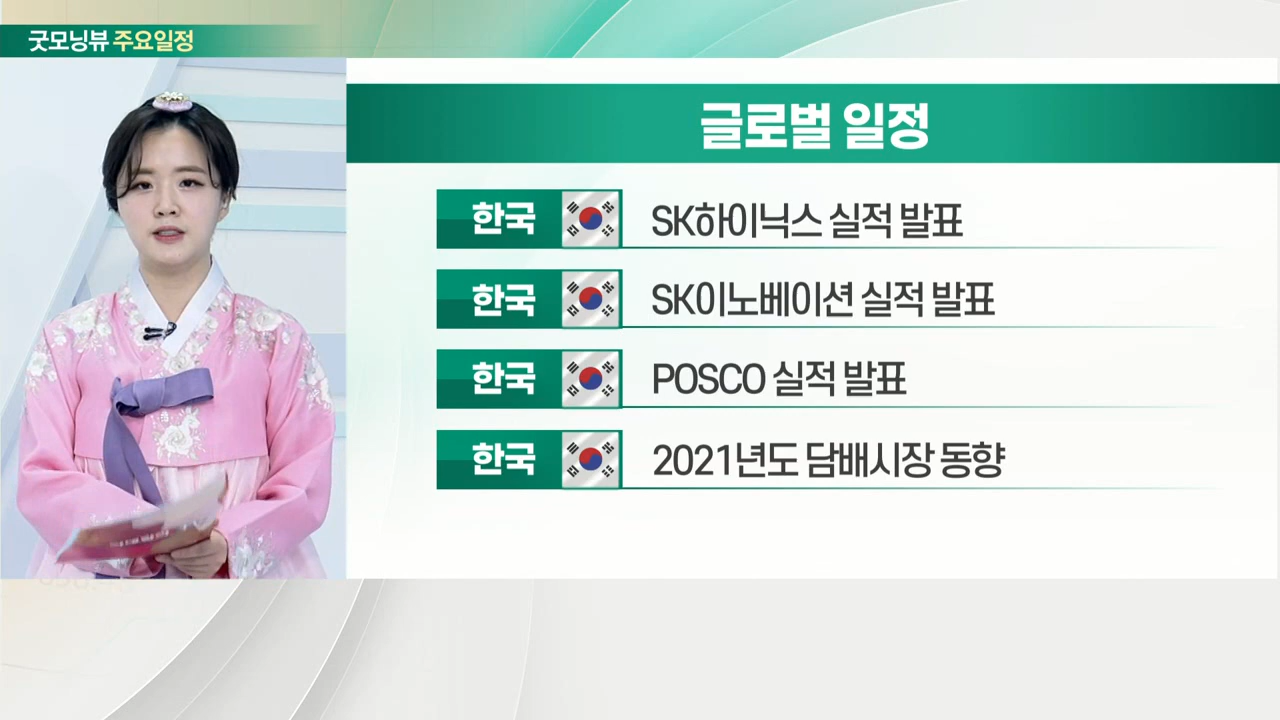 굿모닝뷰 주요일정
글로벌 일정
한국 SK하이닉스 실적 발표
한국 SK이노베이션 실적 발표
한국 POSCO 실적 발표
한국 2021년도 담배시장 동향